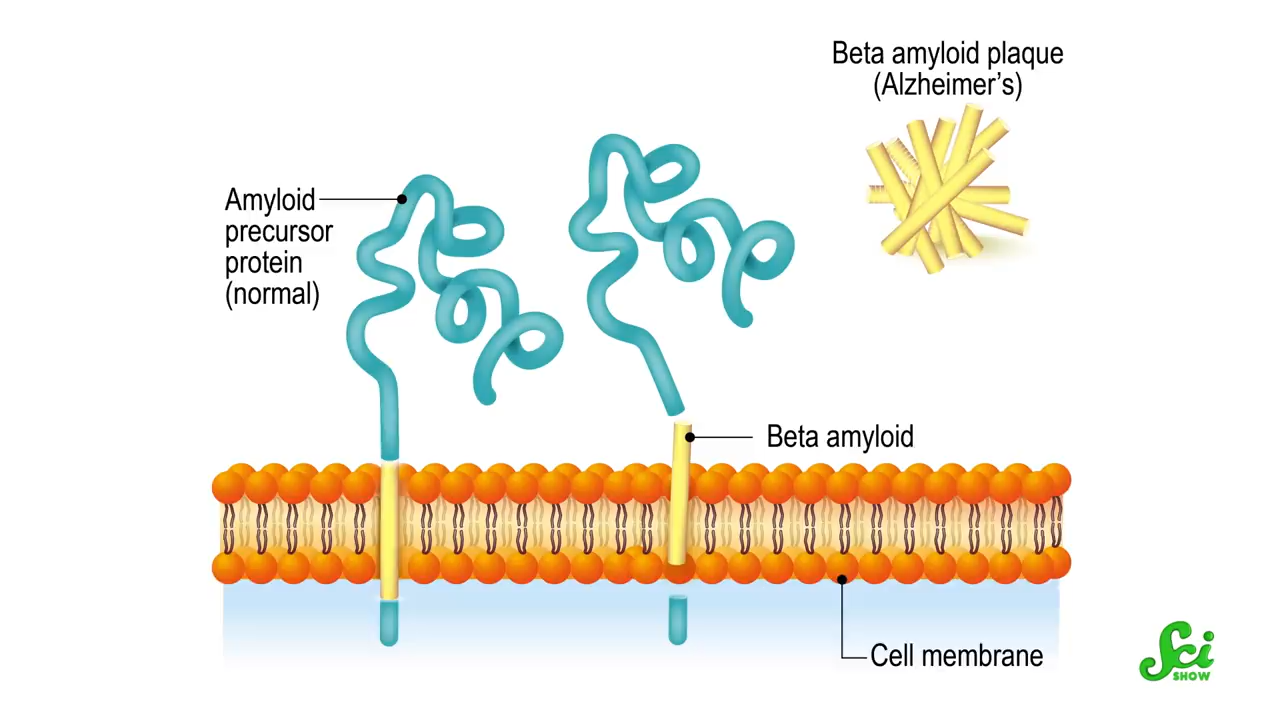 Beta amyloid plaque
(Alzheimer's)
Amyloid
precursor
protein
(normal)
Beta amyloid
Cell membrane
Sci
SHOW